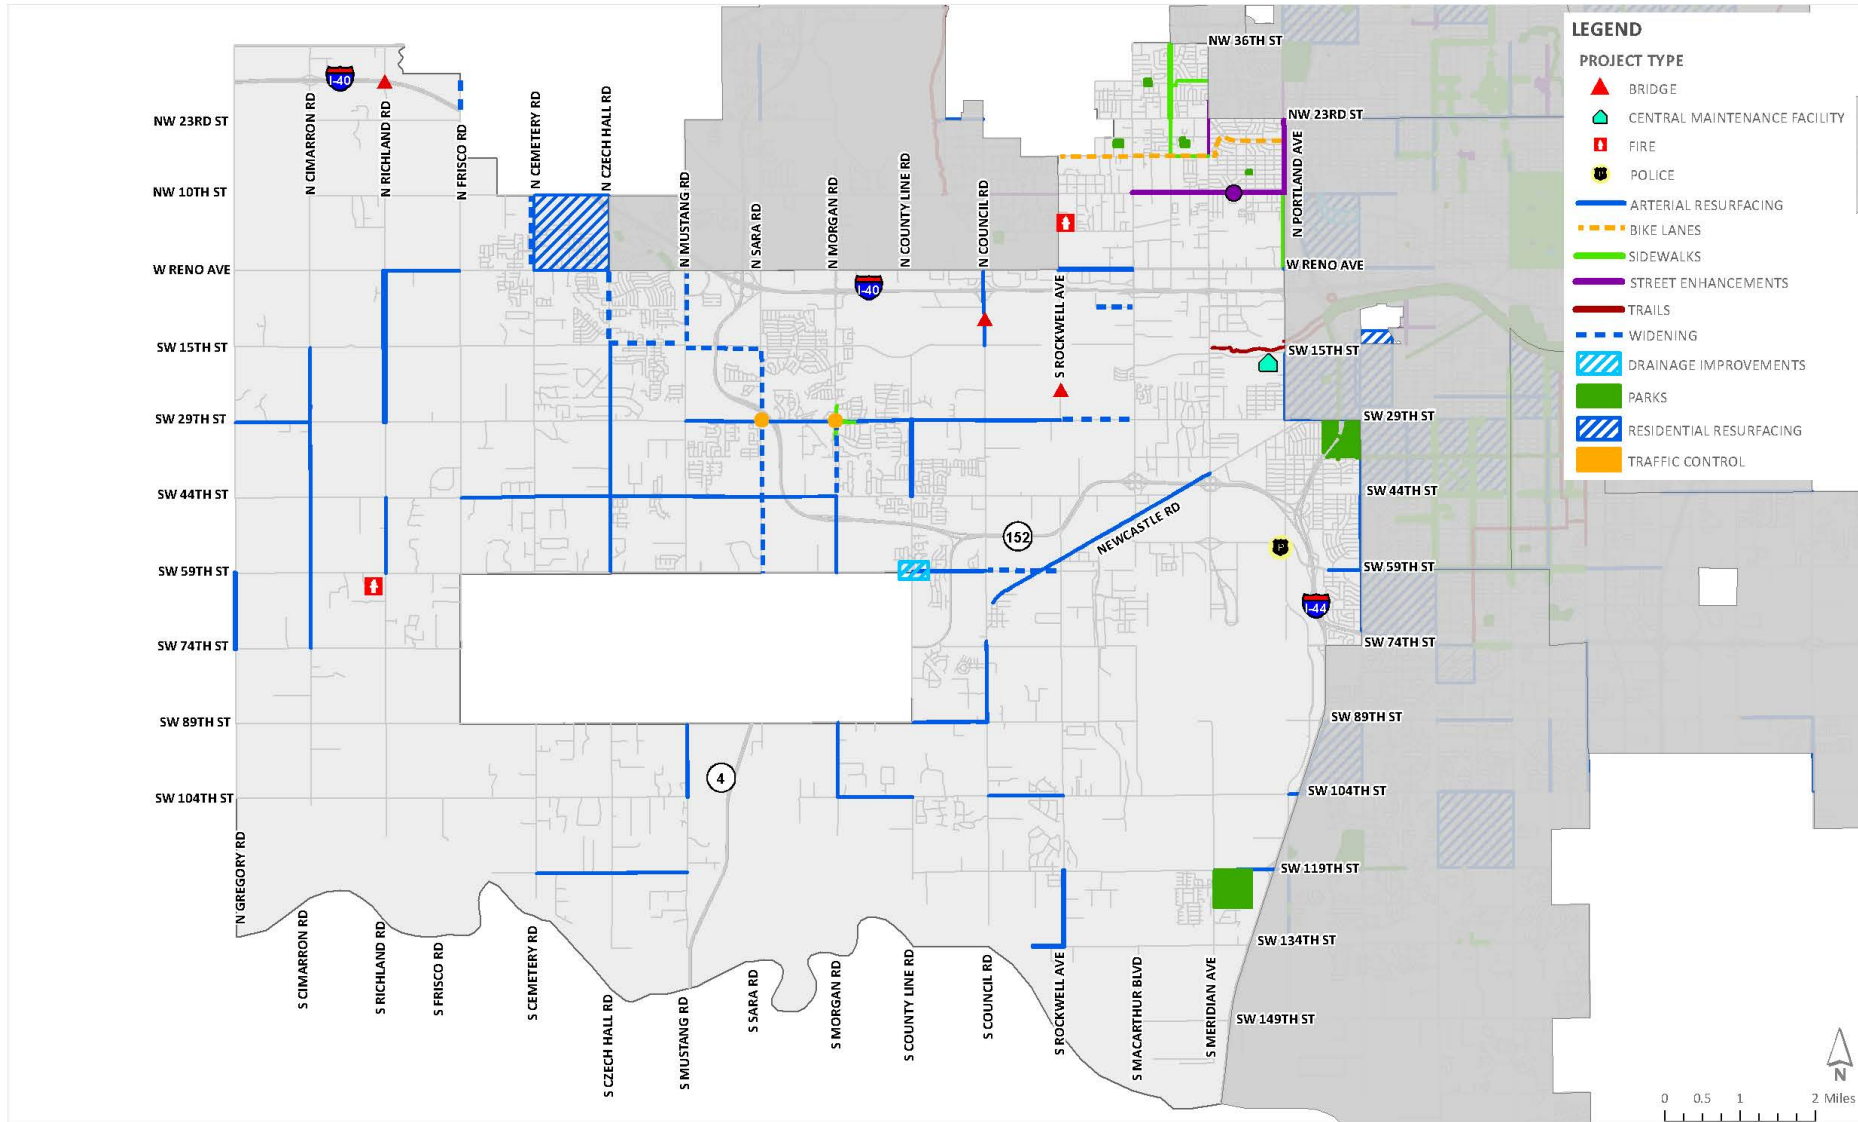 NW 36TH ST
LEGEND
PROJECT TYPE
BRIDGE
CENTRAL MAINTENANCE FACILITY
FIRE
POLICE
ARTERIAL RESURFACING
BIKE LANES
SIDEWALKS
STREET ENHANCEMENTS
TRAILS
WIDENING
DRAINAGE IMPROVEMENTS
PARKS
RESIDENTIAL RESURFACING
TRAFFIC CONTROL
I-40
NW 23RD ST
NW 23RD ST
N CIMARRON RD
N RICHLAND RD
N FRISCO RD
N CEMETERY RD
N CZECH HALL RD
N MUSTANG RD
N SARA RD
N MORGAN RD
N COUNTY LINE RD
N COUNCIL RD
N PORTLAND AVE
NW 10TH ST
W RENO AVE
W RENO AVE
I-40
S ROCKWELL AVE
SW 15TH ST
SW 15TH ST
SW 29TH ST
SW 29TH ST
SW 44TH ST
SW 44TH ST
NEWCASTLE RD
152
P
SW 59TH ST
SW 59TH ST
I-44
SW 74TH ST
SW 74TH ST
SW 89TH ST
SW 89TH ST
4
SW 104TH ST
SW 104TH ST
SW 119TH ST
SW 134TH ST
SW 149TH ST
N GREGORY RD
S CIMARRON RD
S RICHLAND RD
S FRISCO RD
S CEMETERY RD
S CZECH HALL RD
S MUSTANG RD
S SARA RD
S MORGAN RD
S COUNTY LINE RD
S COUNCIL RD
S ROCKWELL AVE
S MACARTHUR BLVD
S MERIDIAN AVE
N
0 0.5 1 2 Miles